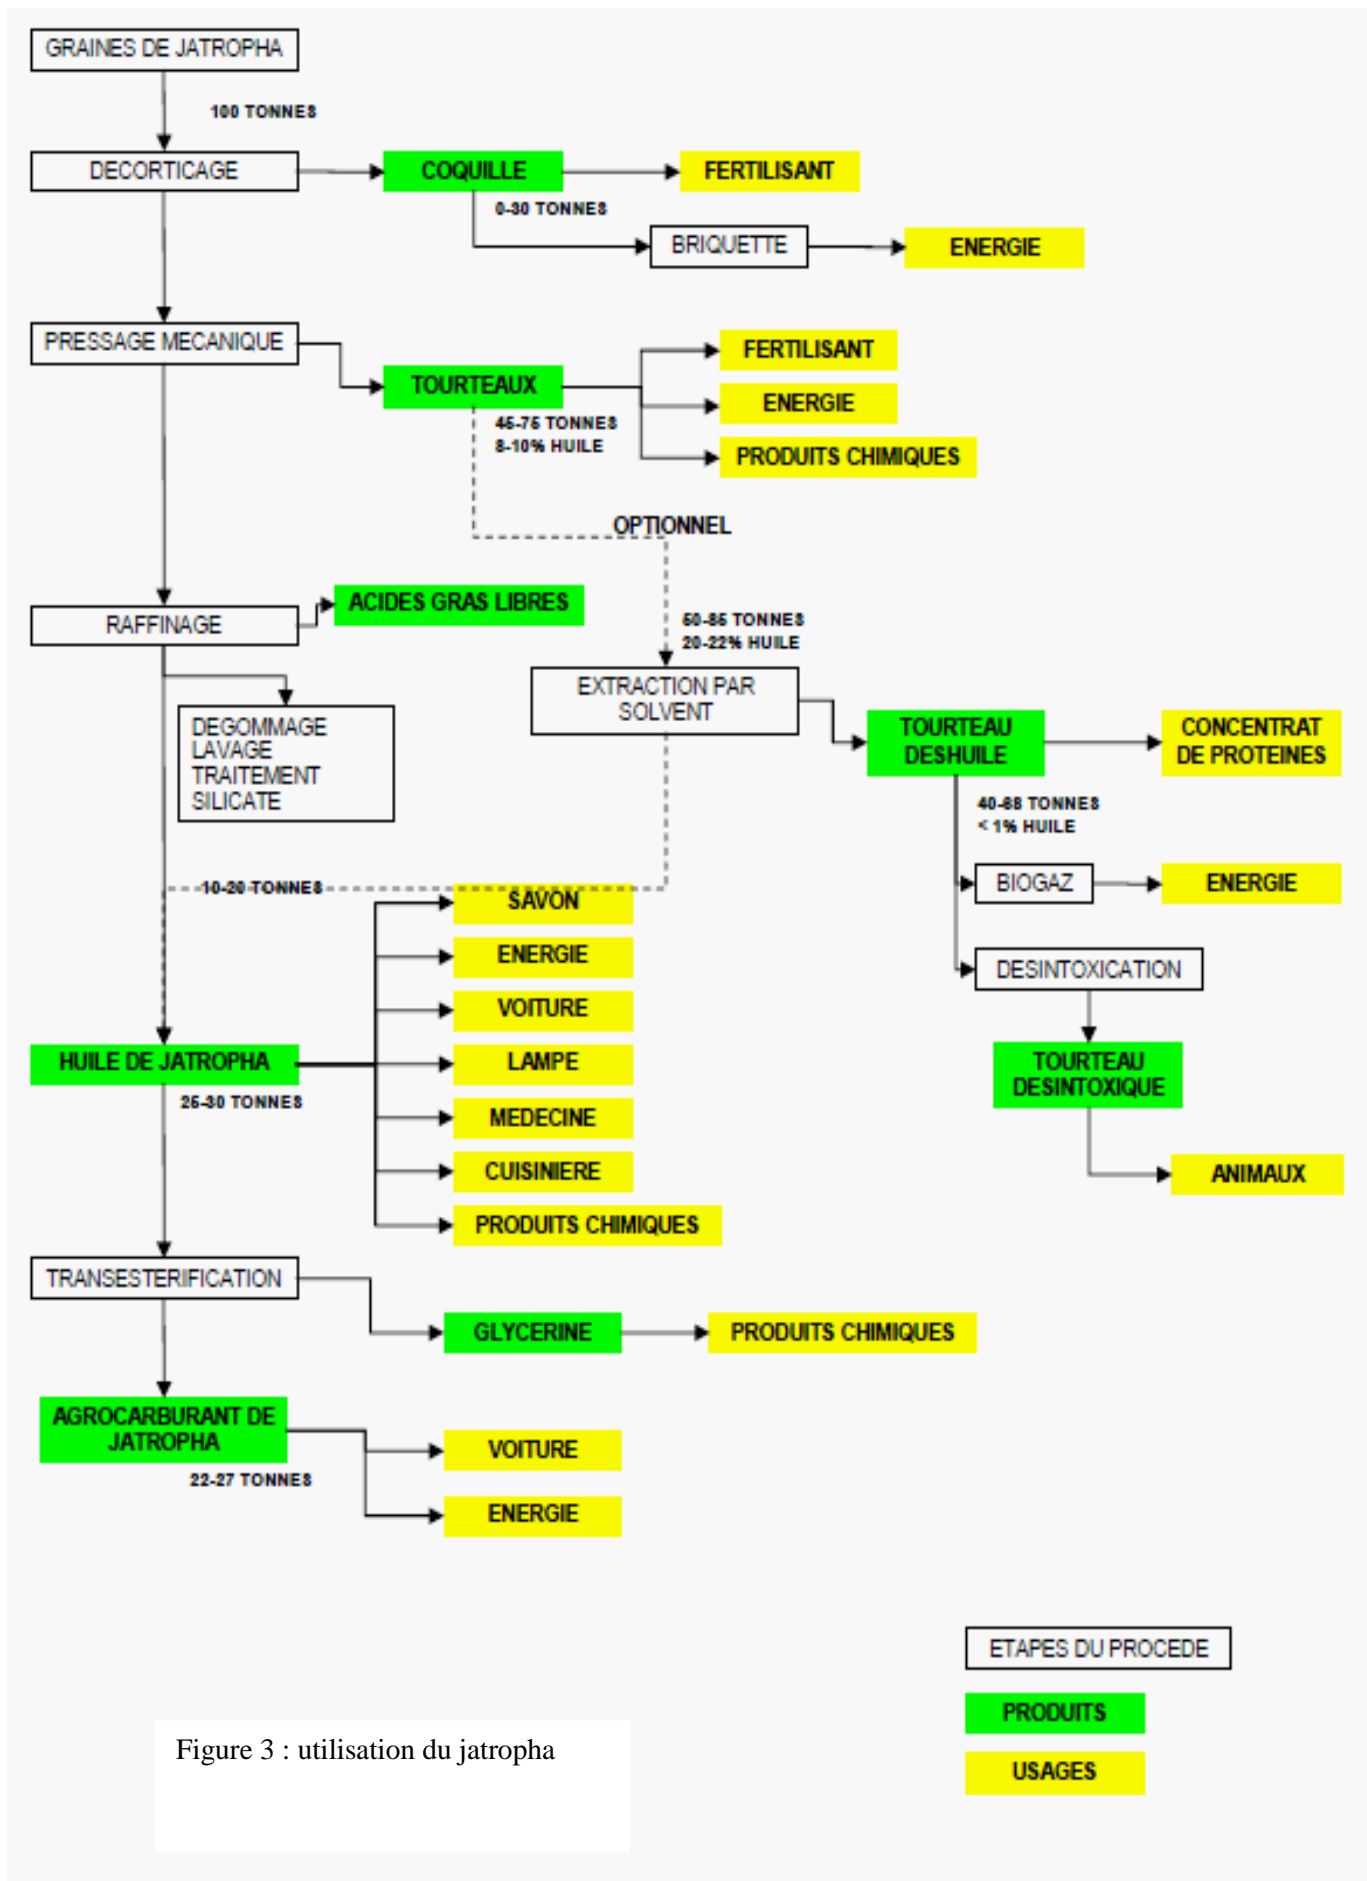 GRAINES DE JATROPHA
100 TONNES
DECORTICAGE
COQUILLE
FERTILISANT
0-30 TONNES
BRIQUETTE
ENERGIE
PRESSAGE MECANIQUE
FERTILISANT
TOURTEAUX
ENERGIE
45-75 TONNES
8-10% HUILE
PRODUITS CHIMIQUES
OPTIONNEL
ACIDES GRAS LIBRES
RAFFINAGE
50-85 TONNES
20-22% HUILE
EXTRACTION PAR
SOLVENT
DEGOMMAGE
LAVAGE
TRAITEMENT
SILICATE
TOURTEAU
DESHUILE
CONCENTRAT
DE PROTEINES
40-68 TONNES
< 1% HUILE
10-20 TONNES
BIOGAZ
ENERGIE
SAVON
ENERGIE
DESINTOXICATION
VOITURE
HUILE DE JATROPHA
LAMPE
TOURTEAU
DESINTOXIQUE
25-30 TONNES
MEDECINE
CUISINIERE
ANIMAUX
PRODUITS CHIMIQUES
TRANSESTERIFICATION
GLYCERINE
PRODUITS CHIMIQUES
AGROCARBURANT DE
JATROPHA
VOITURE
22-27 TONNES
ENERGIE
ETAPES DU PROCEDE
PRODUITS
USAGES
Figure 3 : utilisation du jatropha